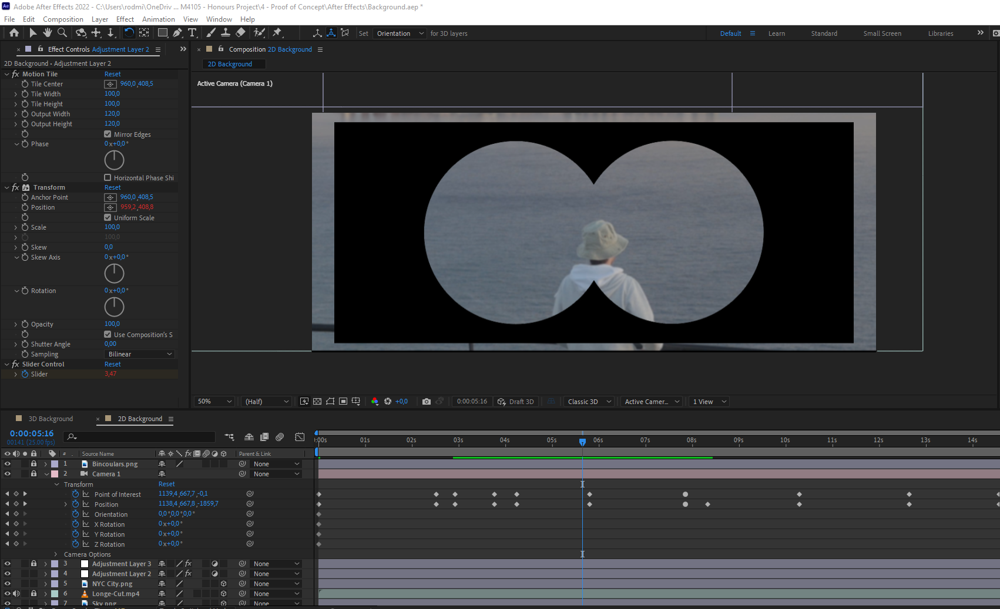 Adobe After Effects 2022 - C:\Users\rodmi\OneDriv ... M4105 - Honours Project\4 - Proof of Concept\After Effects\Background.aep *
File Edit Composition Layer Effect Animation View Window Help
Set Orientation for 3D layers Default Learn Standard Small Screen Libraries
Effect Controls Adjustment Layer 2
Composition 2D Background
2D Background • Adjustment Layer 2
2D Background
fx Motion Tile Reset
Tile Center 960,0,408,5
Tile Width 100,0
Tile Height 100,0
Output Width 120,0
Output Height 120,0
Mirror Edges
Phase 0x+0,0°
Horizontal Phase Shi
fx Transform Reset
Anchor Point 960,0,408,5
Position 959,2,408,8
Uniform Scale
Scale 100,0
100,0
Skew 0,0
Skew Axis 0x+0,0°
Rotation 0x+0,0°
Opacity 100,0
Use Composition's S
Shutter Angle 0,00
Sampling Bilinear
fx Slider Control Reset
Slider 3,47
Active Camera (Camera 1)
50% (Half) +0,0 0:00:05:16 Draft 3D Classic 3D Active Camer... 1 View
3D Background 2D Background
0:00:05:16
00141 (25.00 fps)
):00s 01s 02s 03s 04s 05s 06s 07s 08s 09s 10s 11s 12s 13s 14s
# . Source Name fx Parent & Link
1 Bincoulars.png None
2 Camera 1 None
Transform Reset
Point of Interest 1139,4,667,7,-0,1
Position 1138,4,667,8,-1859,7
Orientation 0,0°,0,0°,0,0°
X Rotation 0x+0,0°
Y Rotation 0x+0,0°
Z Rotation 0x+0,0°
Camera Options
3 Adjustment Layer 3 fx None
4 Adjustment Layer 2 fx None
5 NYC City.png None
6 Longe-Cut.mp4 None
7 Sky.png None